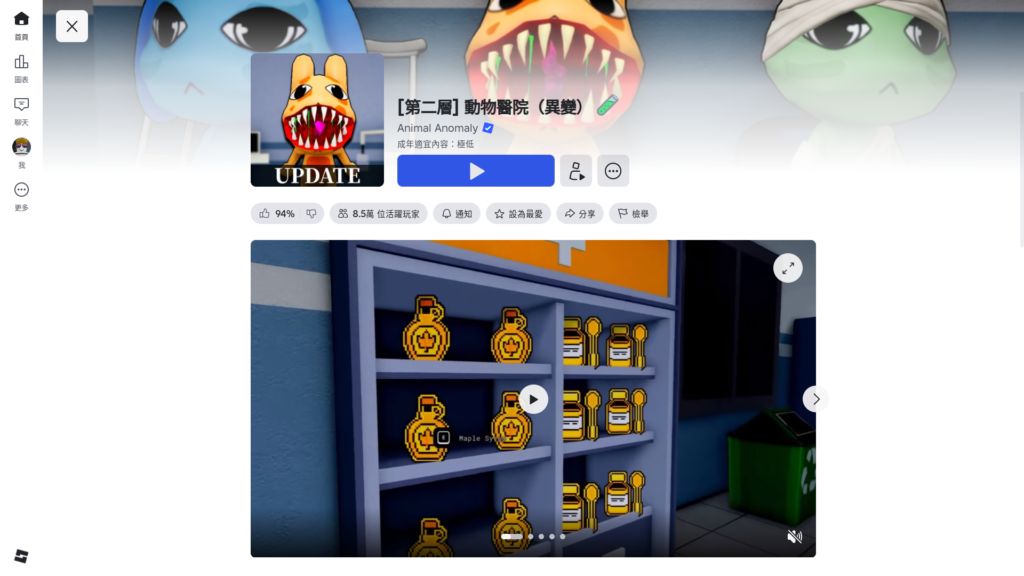 首頁
圖表
聊天
我
更多
UPDATE
[第二層] 動物醫院（異變）
Animal Anomaly
成年適宜內容：極低
94%
8.5萬 位活躍玩家
通知
設為最愛
分享
檢舉
Maple